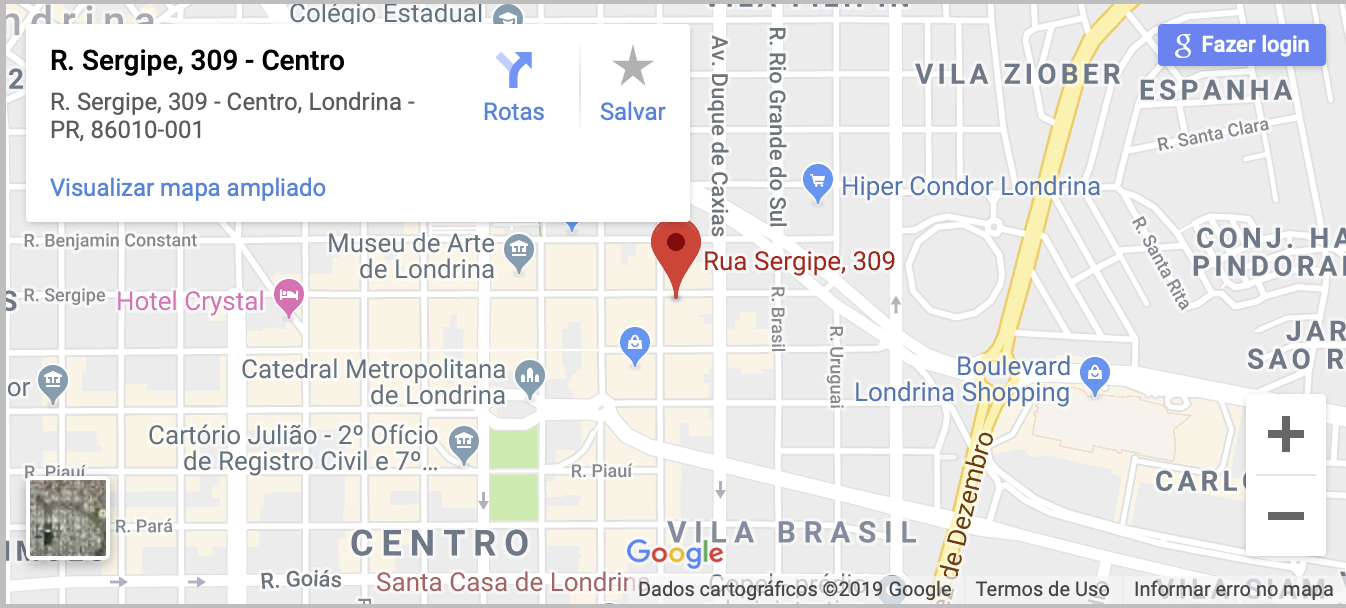 ndrina
Colégio Estadual
R. Sergipe, 309 - Centro
R. Sergipe, 309 - Centro, Londrina -
PR, 86010-001
Visualizar mapa ampliado
Rotas
Salvar
Av. Duque de Caxias
R. Rio Grande do Sul
VILA ZIOBER
Fazer login
ESPANHA
R. Santa Clara
Hiper Condor Londrina
R. Santa Rita
CONJ. HA
PINDORA
2
R. Benjamin Constant
Museu de Arte
de Londrina
Rua Sergipe, 309
S
R. Sergipe
Hotel Crystal
R. Brasil
R. Uruguai
JAR
SAO R
Boulevard
Londrina Shopping
or
Catedral Metropolitana
de Londrina
Cartório Julião - 2º Ofício
de Registro Civil e 7º...
R. Piauí
R. Piauí
CARL
de Dezembro
R. Pará
CENTRO
VILA BRASIL
Google
R. Goiás
Santa Casa de Londrin
Dados cartográficos ©2019 Google
Termos de Uso
Informar erro no mapa